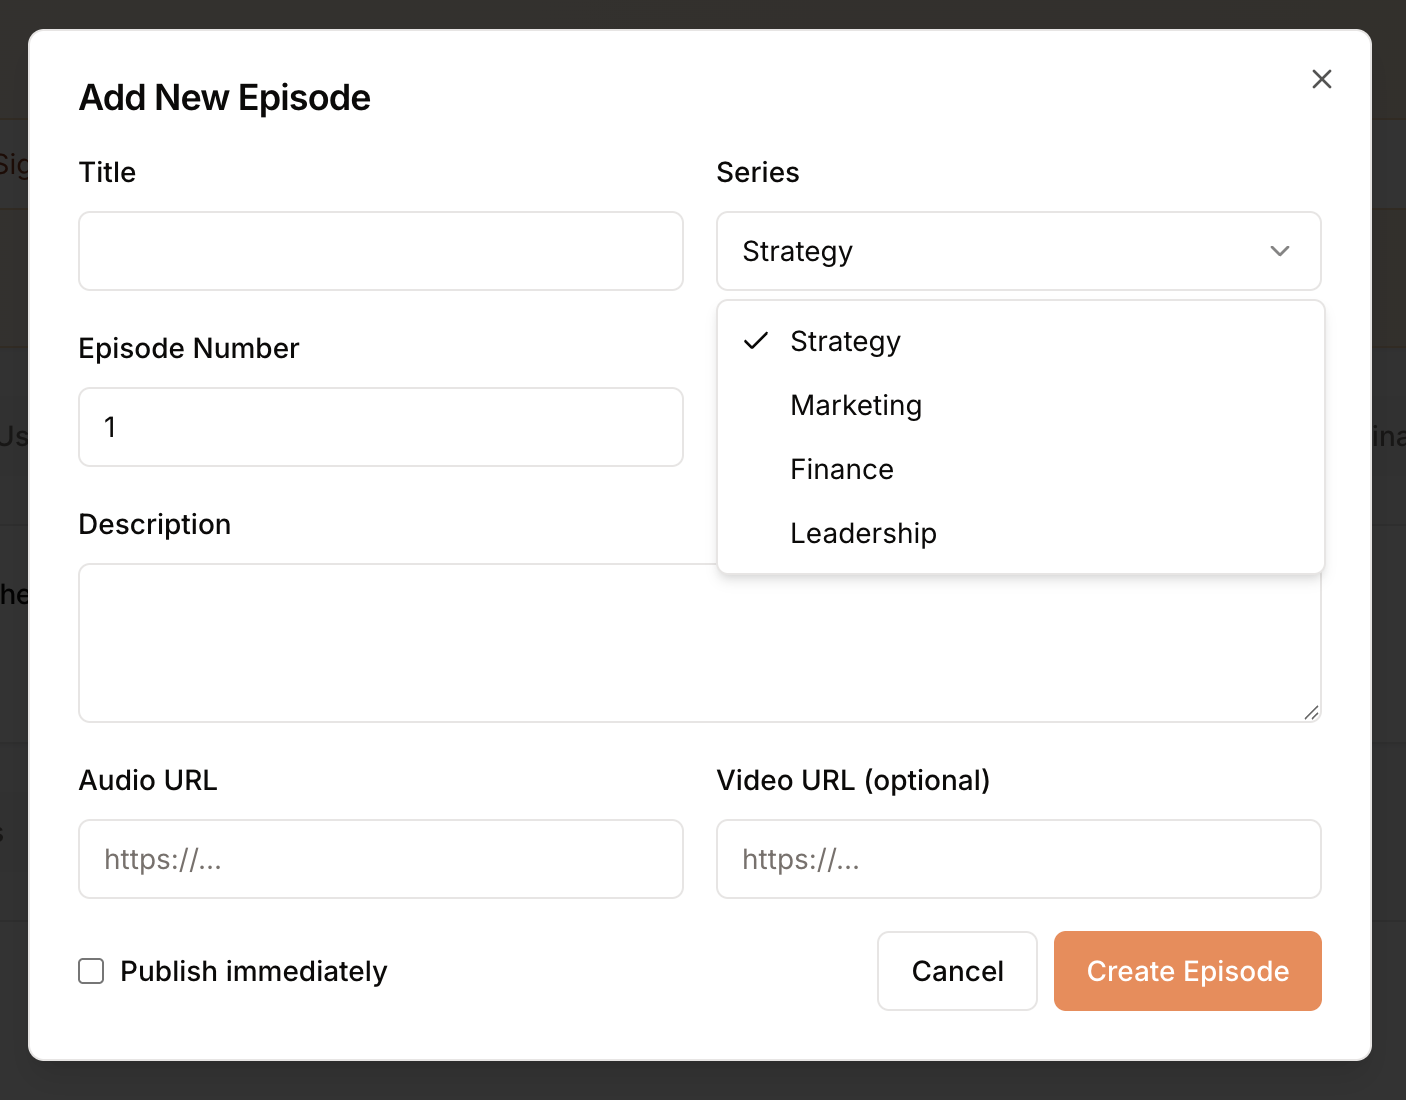 Add New Episode
Title
Series
Strategy
Strategy
Marketing
Finance
Leadership
Episode Number
1
Description
Audio URL
https://...
Video URL (optional)
https://...
Publish immediately
Cancel
Create Episode